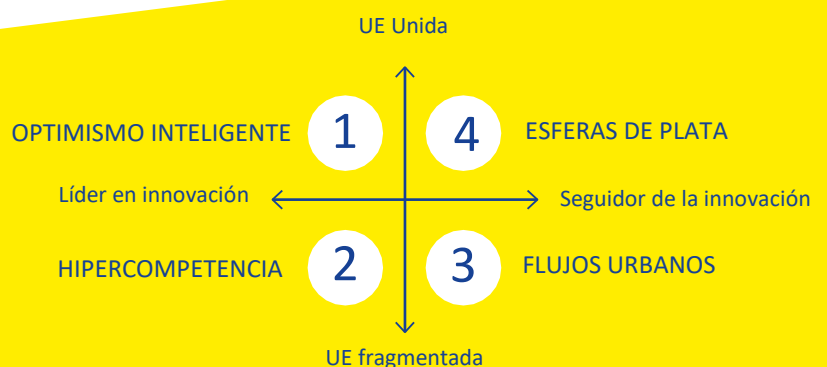 UE Unida
OPTIMISMO INTELIGENTE 1 4 ESFERAS DE PLATA
Líder en innovación Seguidor de la innovación
HIPERCOMPETENCIA 2 3 FLUJOS URBANOS
UE fragmentada